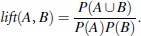 lift(A, B) = P(A∪B) / P(A)P(B).